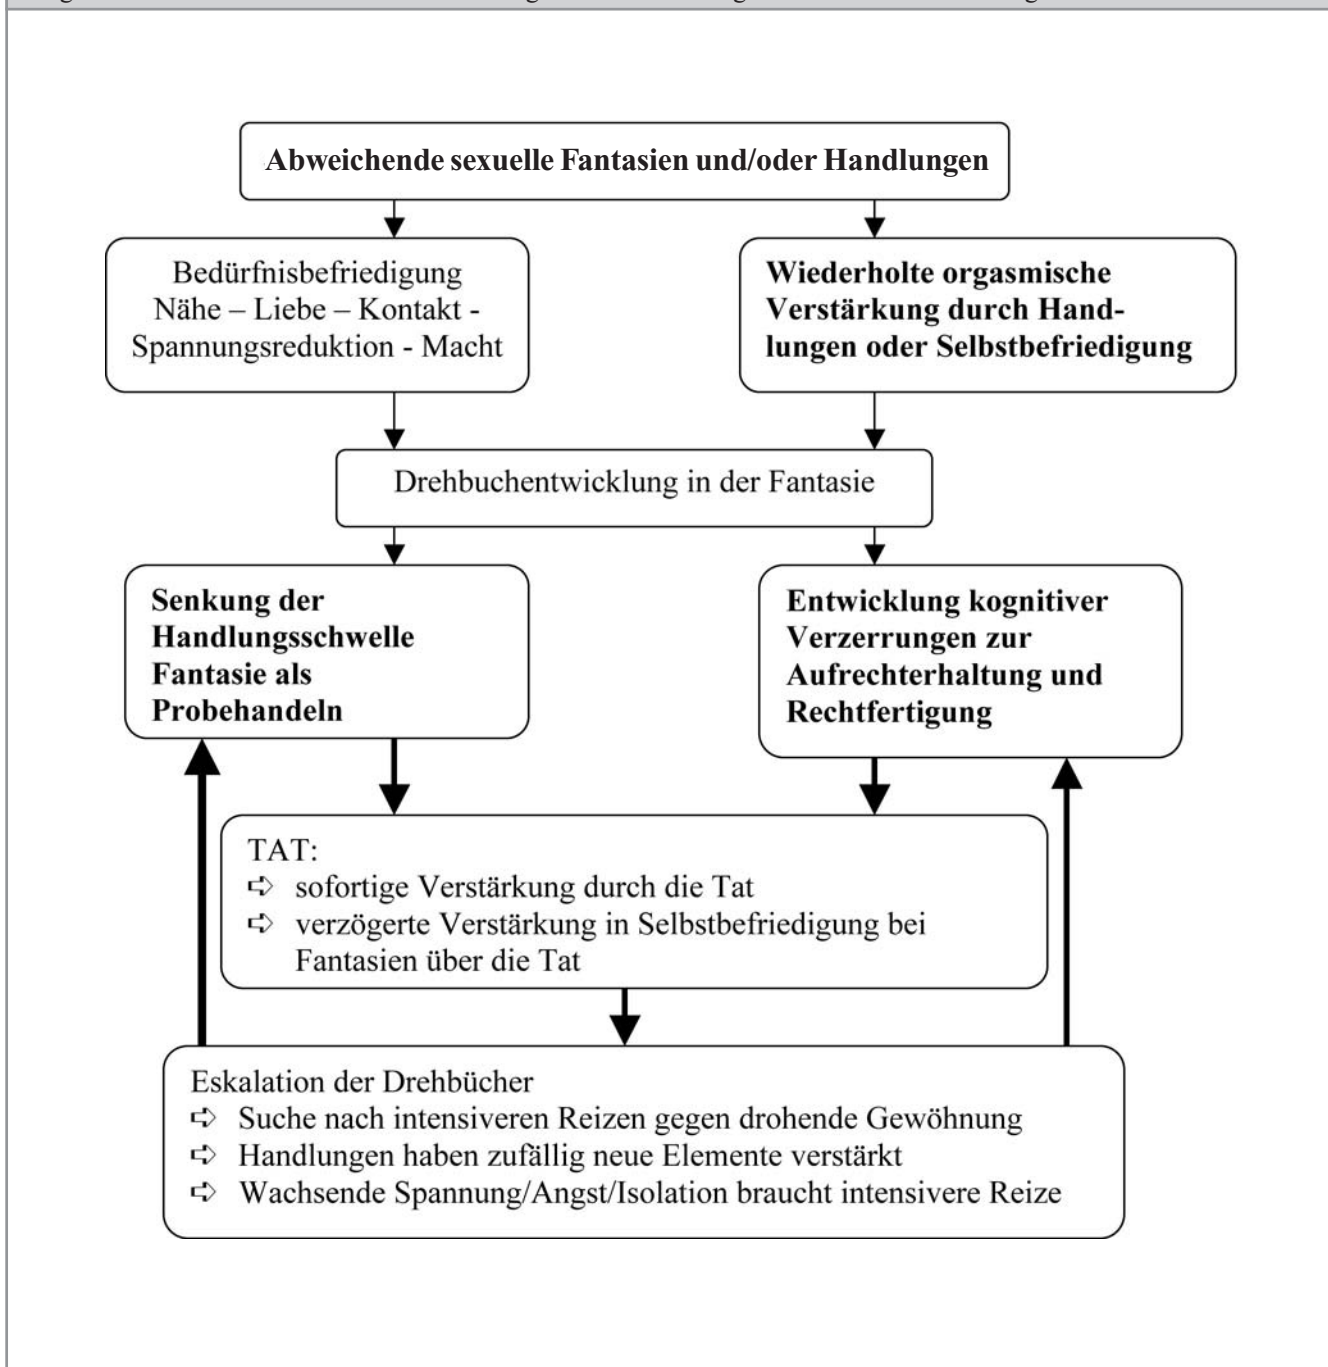 Abweichende sexuelle Fantasien und/oder Handlungen
Bedürfnisbefriedigung
Nähe – Liebe – Kontakt -
Spannungsreduktion - Macht
Wiederholte orgasmische
Verstärkung durch Hand-
lungen oder Selbstbefriedigung
Drehbuchentwicklung in der Fantasie
Senkung der
Handlungsschwelle
Fantasie als
Probehandeln
Entwicklung kognitiver
Verzerrungen zur
Aufrechterhaltung und
Rechtfertigung
TAT:
➪ sofortige Verstärkung durch die Tat
➪ verzögerte Verstärkung in Selbstbefriedigung bei
Fantasien über die Tat
Eskalation der Drehbücher
➪ Suche nach intensiveren Reizen gegen drohende Gewöhnung
➪ Handlungen haben zufällig neue Elemente verstärkt
➪ Wachsende Spannung/Angst/Isolation braucht intensivere Reize